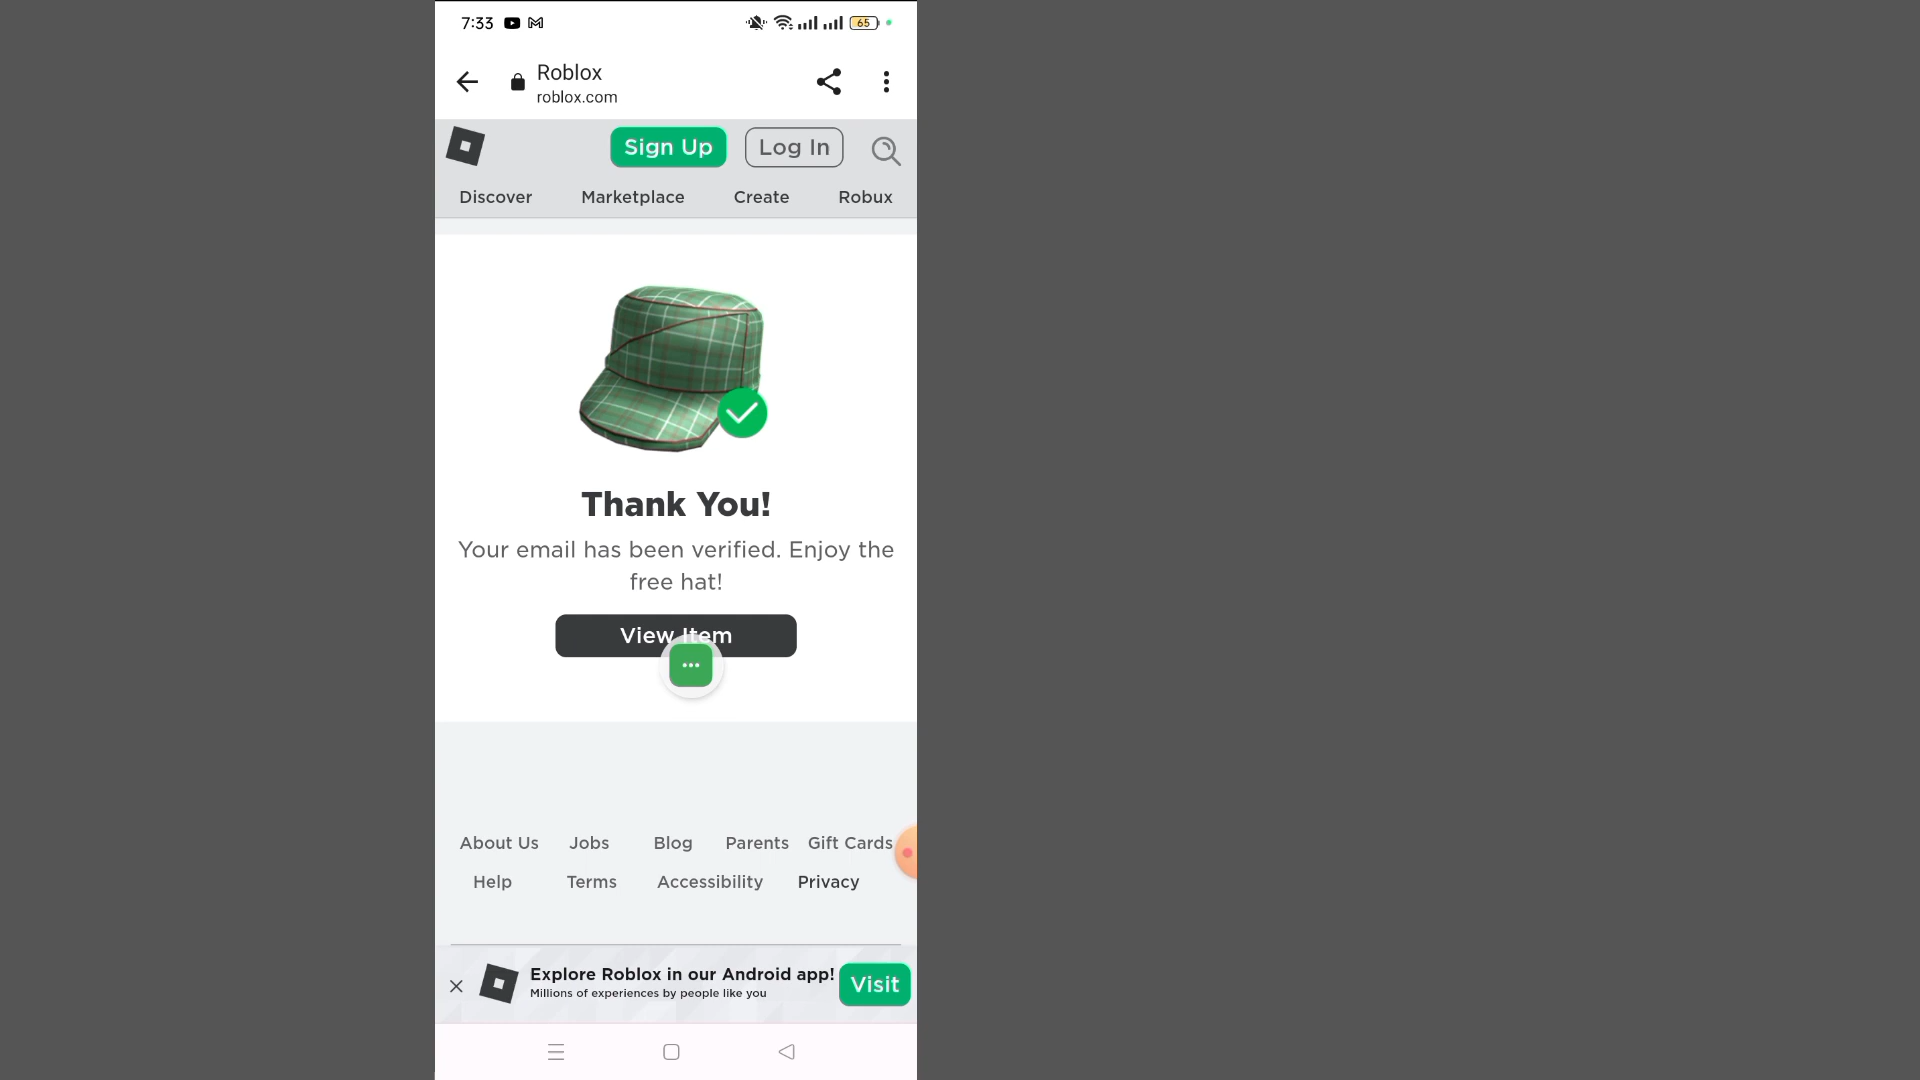 7:33
65
Roblox
roblox.com
Sign Up
Log In
Discover Marketplace Create Robux
Thank You!
Your email has been verified. Enjoy the
free hat!
View Item
About Us Jobs Blog Parents Gift Cards
Help Terms Accessibility Privacy
Explore Roblox in our Android app!
Millions of experiences by people like you
Visit